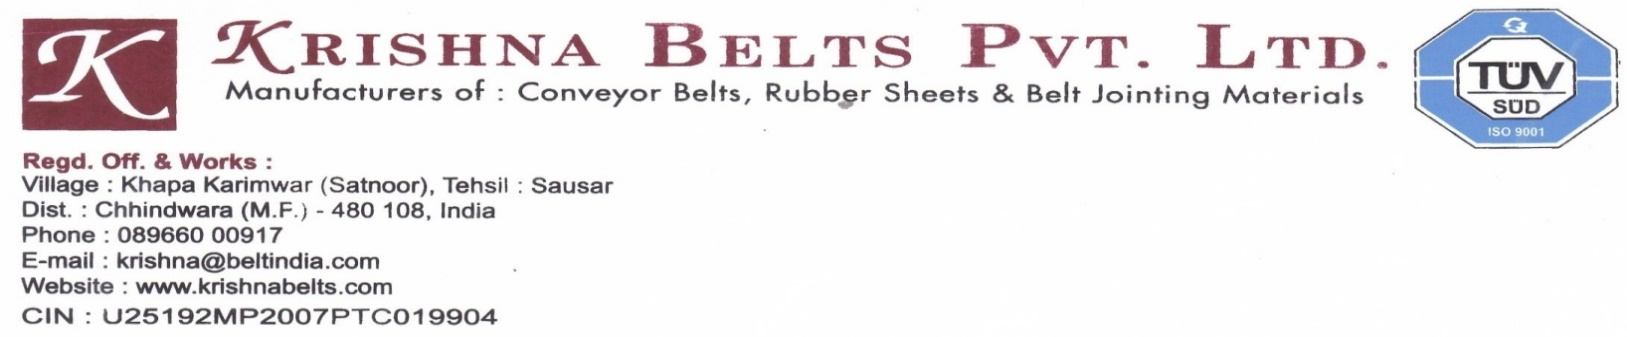 K KRISHNA BELTS PVT. LTD.
Manufacturers of : Conveyor Belts, Rubber Sheets & Belt Jointing Materials
TÜV
SÜD
ISO 9001
Regd. Off. & Works :
Village : Khapa Karimwar (Satnoor), Tehsil : Sausar
Dist. : Chhindwara (M.F.) - 480 108, India
Phone : 089660 00917
E-mail : krishna@beltindia.com
Website : www.krishnabelts.com
CIN : U25192MP2007PTC019904